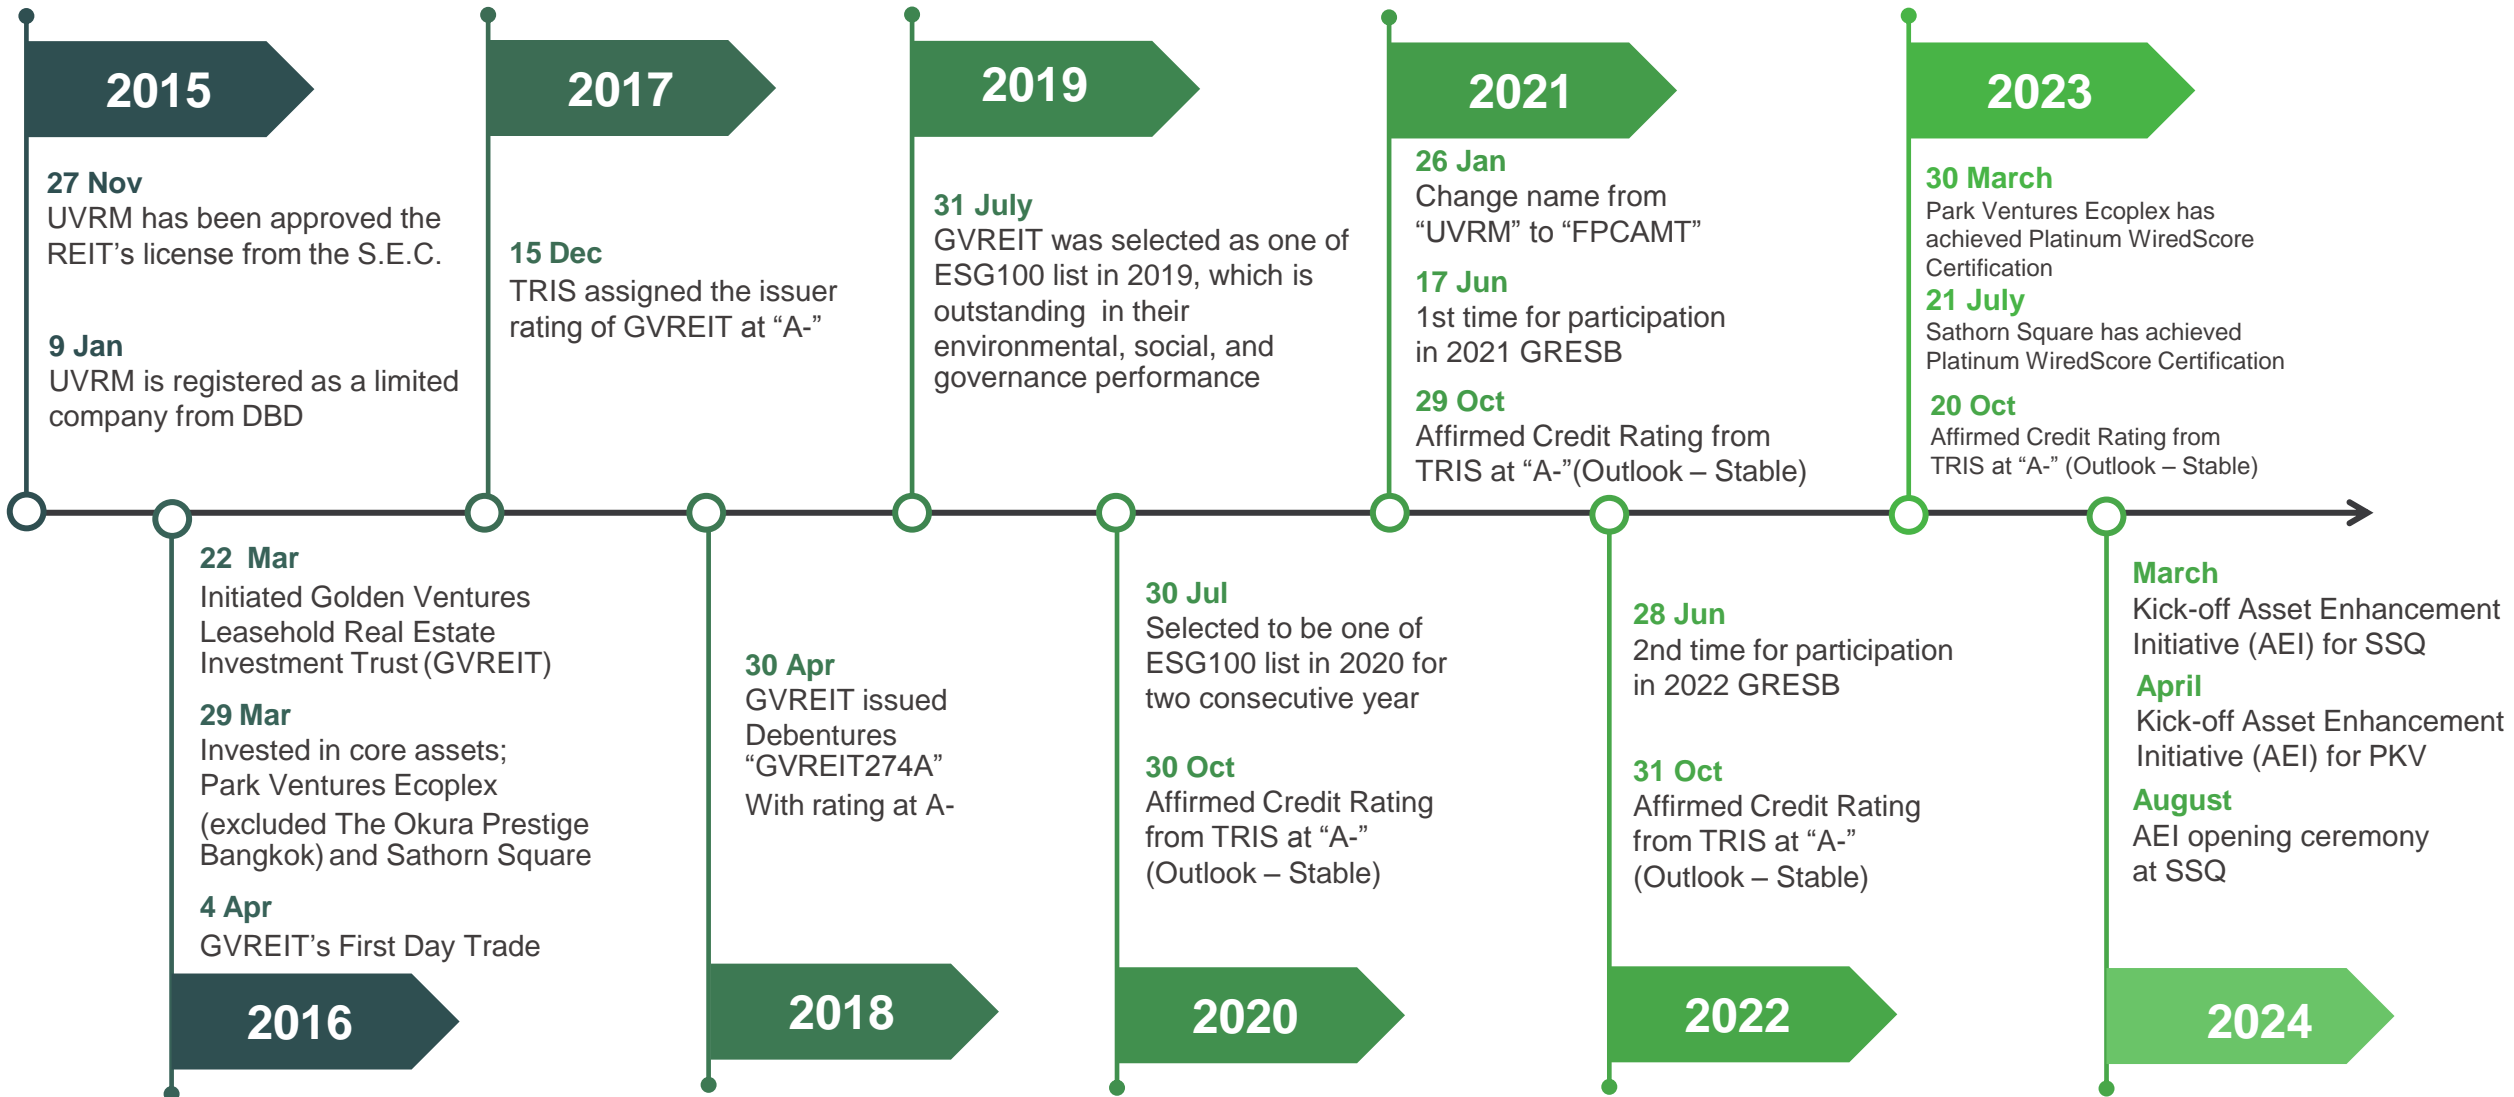 2015
27 Nov
UVRM has been approved the
REIT’s license from the S.E.C.
9 Jan
UVRM is registered as a limited
company from DBD
22  Mar
Initiated Golden Ventures
Leasehold Real Estate
Investment Trust (GVREIT)
29 Mar
Invested in core assets;
Park Ventures Ecoplex
(excluded The Okura Prestige
Bangkok) and Sathorn Square
4 Apr
GVREIT’s First Day Trade
2016
2017
15 Dec
TRIS assigned the issuer
rating of GVREIT at “A-”
30 Apr
GVREIT issued
Debentures
“GVREIT274A”
With rating at A-
2018
2019
31 July
GVREIT was selected as one of
ESG100 list in 2019, which is
outstanding  in their
environmental, social, and
governance performance
30 Jul
Selected to be one of
ESG100 list in 2020 for
two consecutive year
30 Oct
Affirmed Credit Rating
from TRIS at “A-”
(Outlook – Stable)
2020
2021
26 Jan
Change name from
“UVRM” to “FPCAMT”
17 Jun
1st time for participation
in 2021 GRESB
29 Oct
Affirmed Credit Rating from
TRIS at “A-”(Outlook – Stable)
28 Jun
2nd time for participation
in 2022 GRESB
31 Oct
Affirmed Credit Rating
from TRIS at “A-”
(Outlook – Stable)
2022
2023
30 March
Park Ventures Ecoplex has
achieved Platinum WiredScore
Certification
21 July
Sathorn Square has achieved
Platinum WiredScore Certification
20 Oct
Affirmed Credit Rating from
TRIS at “A-” (Outlook – Stable)
March
Kick-off Asset Enhancement
Initiative (AEI) for SSQ
April
Kick-off Asset Enhancement
Initiative (AEI) for PKV
August
AEI opening ceremony
at SSQ
2024